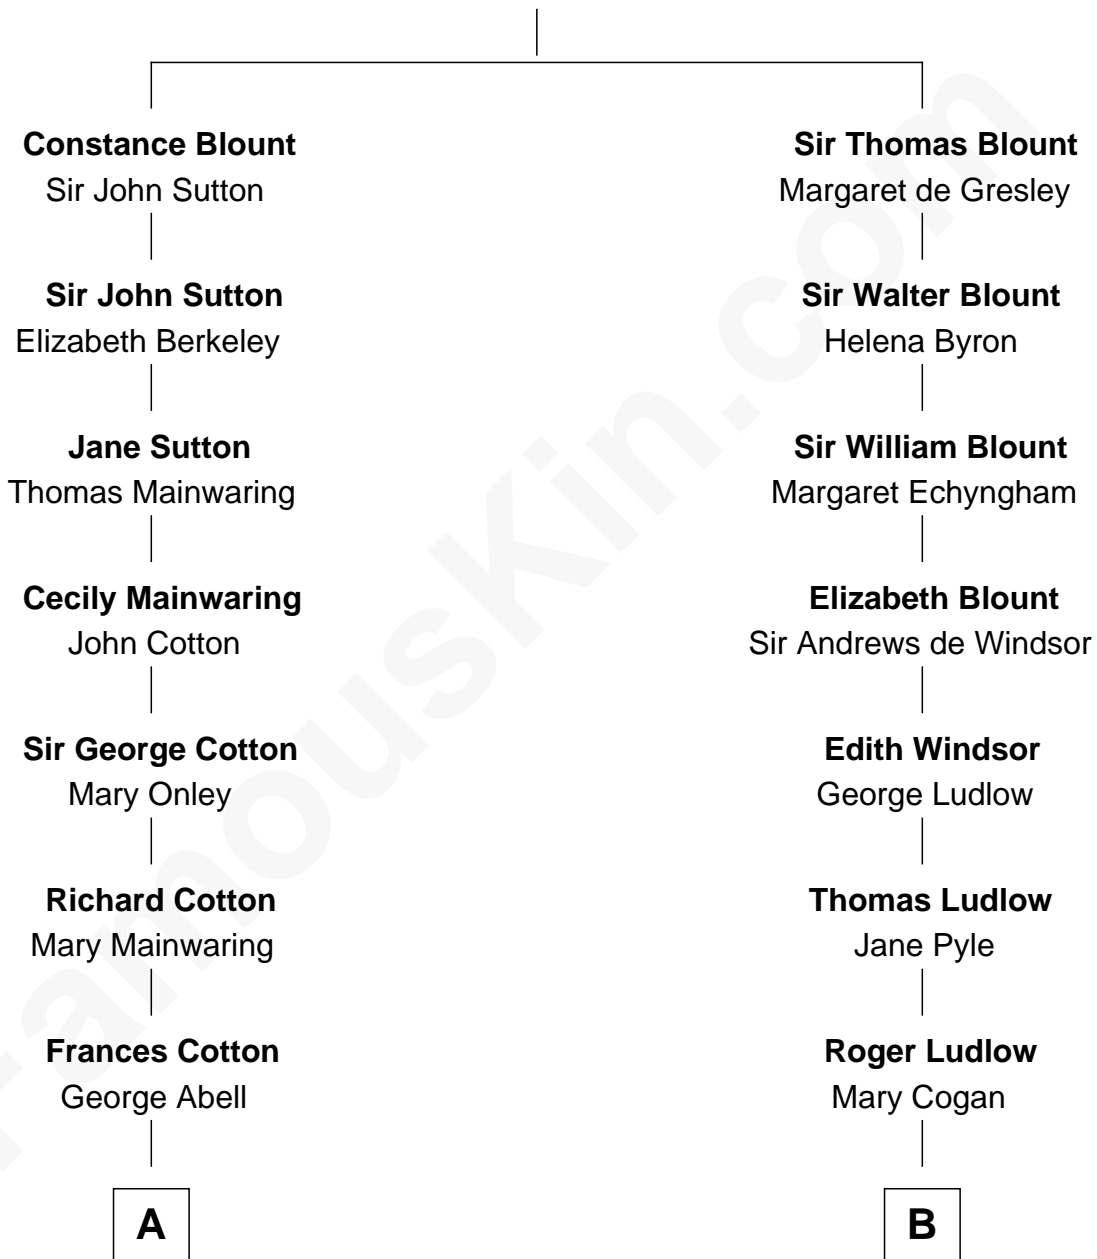 Constance Blount
Sir John Sutton
Sir John Sutton
Elizabeth Berkeley
Jane Sutton
Thomas Mainwaring
Cecily Mainwaring
John Cotton
Sir George Cotton
Mary Onley
Richard Cotton
Mary Mainwaring
Frances Cotton
George Abell
A
Sir Thomas Blount
Margaret de Gresley
Sir Walter Blount
Helena Byron
Sir William Blount
Margaret Echyngham
Elizabeth Blount
Sir Andrews de Windsor
Edith Windsor
George Ludlow
Thomas Ludlow
Jane Pyle
Roger Ludlow
Mary Cogan
B
FamousKin.com